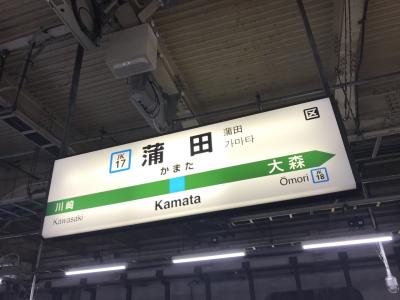 JK
17
蒲田
蒲田
가마타
かまた
区
川崎
Kawasaki
Kamata
大森
Ōmori
JK
18